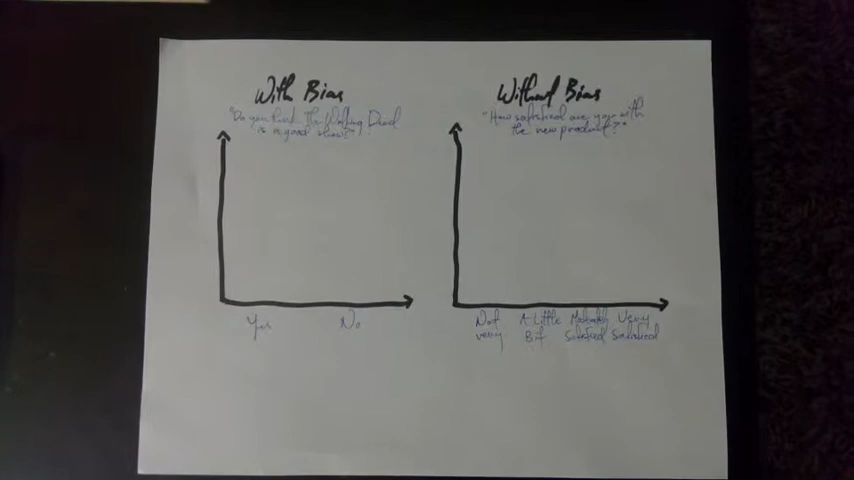 With Bias
"Do you think The Walking Dead
is a good show?"
Yes
No
Without Bias
"How satisfied are you with
the new product?"
Not
very
A Little
Bit
Satisfied
Very
Satisfied